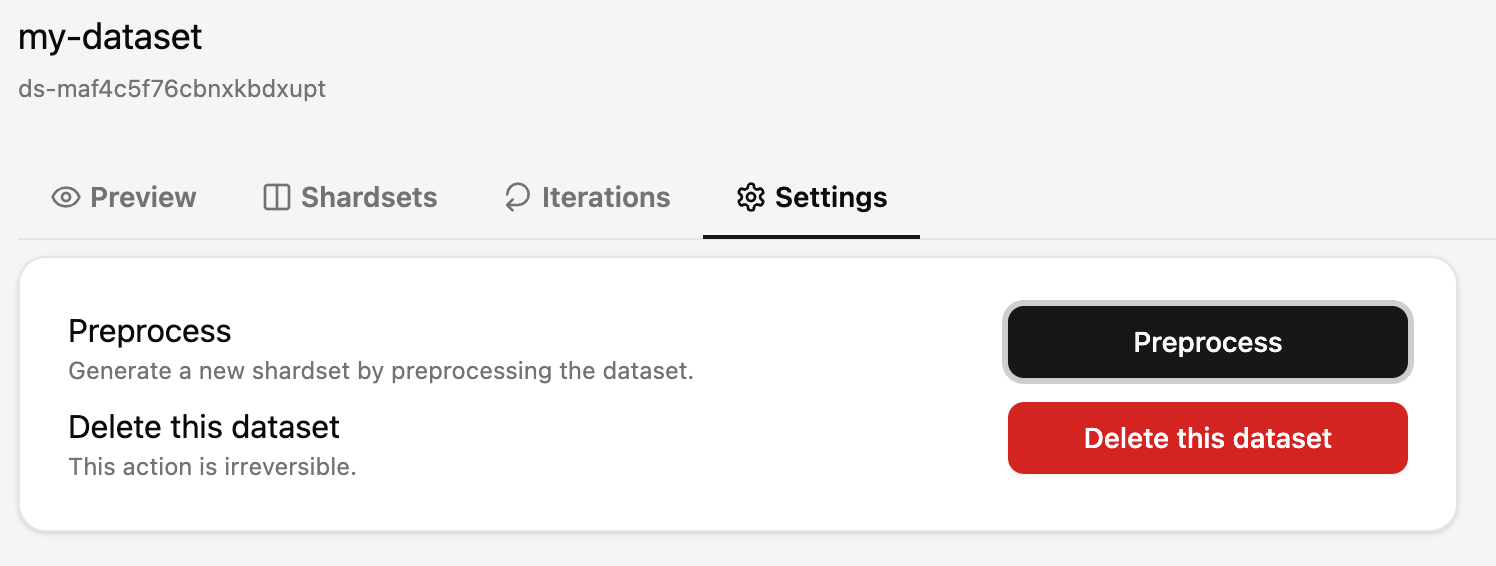 my-dataset
ds-maf4c5f76cbnxkbdxupt
Preview Shardsets Iterations Settings
Preprocess
Generate a new shardset by preprocessing the dataset.
Preprocess
Delete this dataset
This action is irreversible.
Delete this dataset